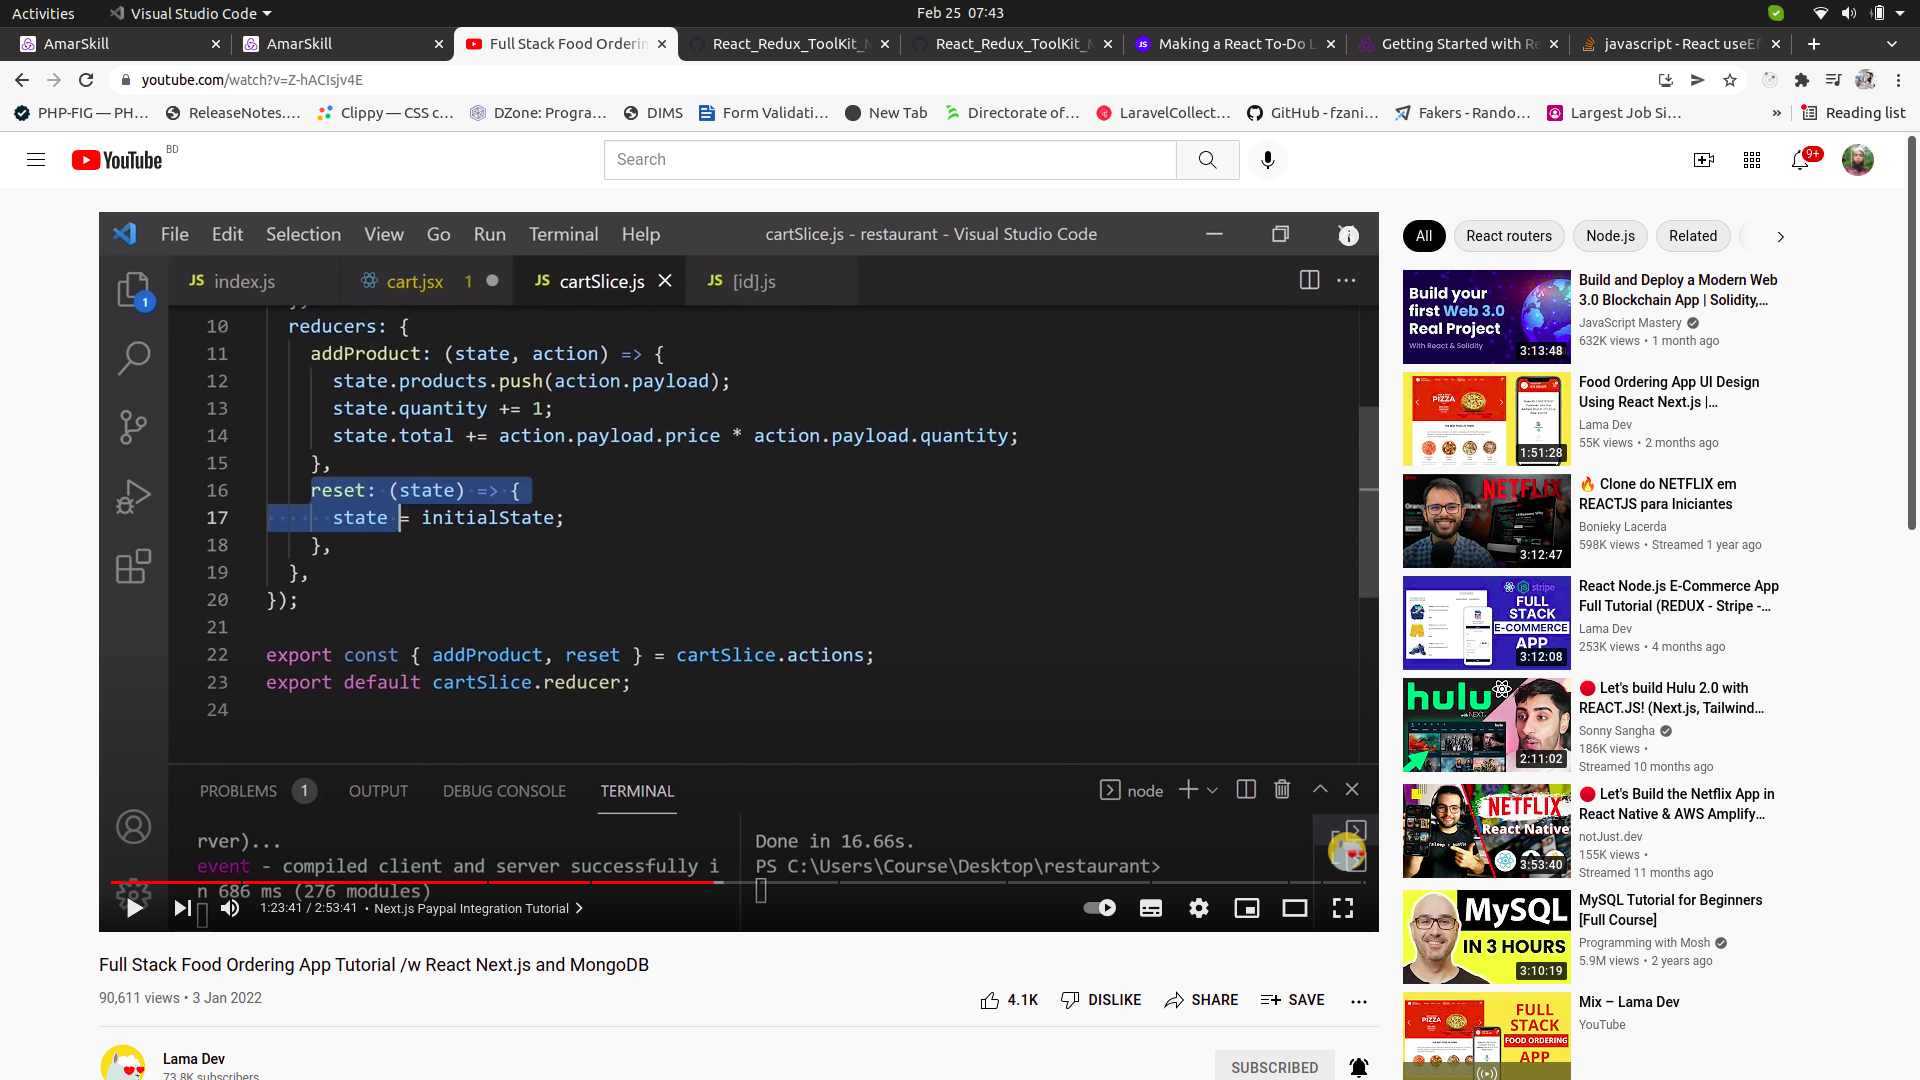 Activities
Visual Studio Code
Feb 25 07:43
AmarSkill
AmarSkill
Full Stack Food Orderin
React_Redux_ToolKit_
React_Redux_ToolKit_
Making a React To-Do L
Getting Started with Re
javascript - React useEf
youtube.com/watch?v=Z-hACIsjv4E
PHP-FIG — PH…
ReleaseNotes.…
Clippy — CSS c…
DZone: Progra…
DIMS
Form Validati…
New Tab
Directorate of…
LaravelCollect…
GitHub - fzani…
Fakers - Rando…
Largest Job Si…
»
Reading list
YouTube BD
Search
9+
File Edit Selection View Go Run Terminal Help
cartSlice.js - restaurant - Visual Studio Code
1
JS index.js
cart.jsx 1
JS cartSlice.js
JS [id].js
10 reducers: {
11 addProduct: (state, action) => {
12 state.products.push(action.payload);
13 state.quantity += 1;
14 state.total += action.payload.price * action.payload.quantity;
15 },
16 reset: (state) => {
17 state = initialState;
18 },
19 },
20 });
21
22 export const { addProduct, reset } = cartSlice.actions;
23 export default cartSlice.reducer;
24
PROBLEMS 1 OUTPUT DEBUG CONSOLE TERMINAL
node
rver)...
event - compiled client and server successfully i
n 686 ms (276 modules)
Done in 16.66s.
PS C:\Users\Course\Desktop\restaurant>
1:23:41 / 2:53:41 • Next.js Paypal Integration Tutorial
Full Stack Food Ordering App Tutorial /w React Next.js and MongoDB
90,611 views • 3 Jan 2022
4.1K
DISLIKE
SHARE
SAVE
Lama Dev
73.8K subscribers
SUBSCRIBED
All
React routers
Node.js
Related
Build your
first Web 3.0
Real Project
With React & Solidity
3:13:48
Build and Deploy a Modern Web
3.0 Blockchain App | Solidity,…
JavaScript Mastery
632K views • 1 month ago
PIZZA
1:51:28
Food Ordering App UI Design
Using React Next.js |…
Lama Dev
55K views • 2 months ago
NETFLIX
3:12:47
🔥 Clone do NETFLIX em
REACTJS para Iniciantes
Bonieky Lacerda
598K views • Streamed 1 year ago
stripe
FULL
STACK
E-COMMERCE
APP
3:12:08
React Node.js E-Commerce App
Full Tutorial (REDUX - Stripe -…
Lama Dev
253K views • 4 months ago
hulu
with NEXT
2:11:02
🔴 Let's build Hulu 2.0 with
REACT.JS! (Next.js, Tailwind…
Sonny Sangha
186K views •
Streamed 10 months ago
NETFLIX
React Native
3:53:40
🔴 Let's Build the Netflix App in
React Native & AWS Amplify…
notJust.dev
155K views •
Streamed 11 months ago
MySQL
IN 3 HOURS
3:10:19
MySQL Tutorial for Beginners
[Full Course]
Programming with Mosh
5.9M views • 2 years ago
PIZZA
FULL
STACK
FOOD ORDERING
APP
Mix – Lama Dev
YouTube